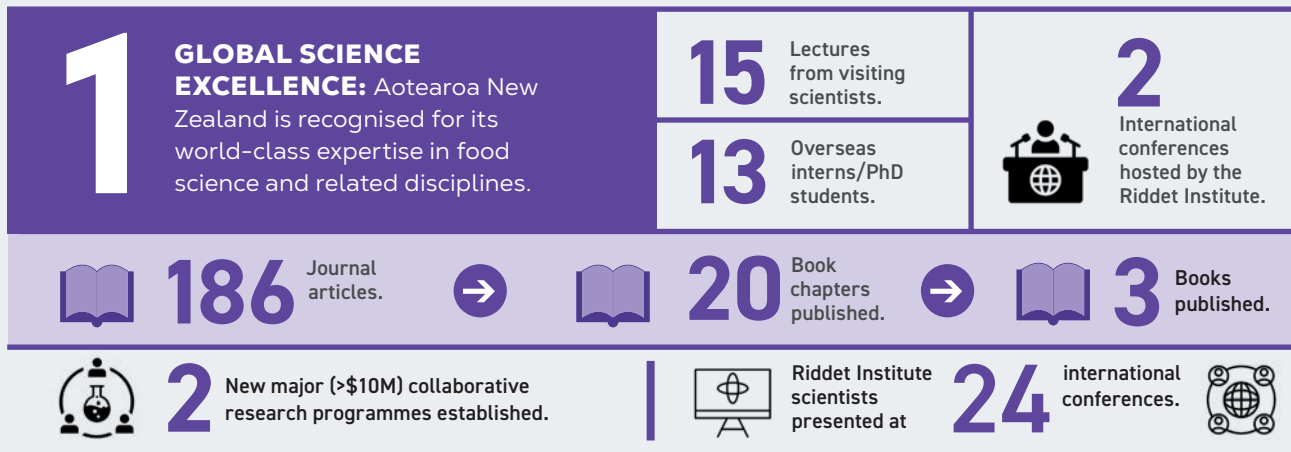 1
GLOBAL SCIENCE
EXCELLENCE: Aotearoa New
Zealand is recognised for its
world-class expertise in food
science and related disciplines.
15
Lectures
from visiting
scientists.
13
Overseas
interns/PhD
students.
2
International
conferences
hosted by the
Riddet Institute.
186
Journal
articles.
20
Book
chapters
published.
3
Books
published.
2
New major (>$10M) collaborative
research programmes established.
Riddet Institute
scientists
presented at
24
international
conferences.